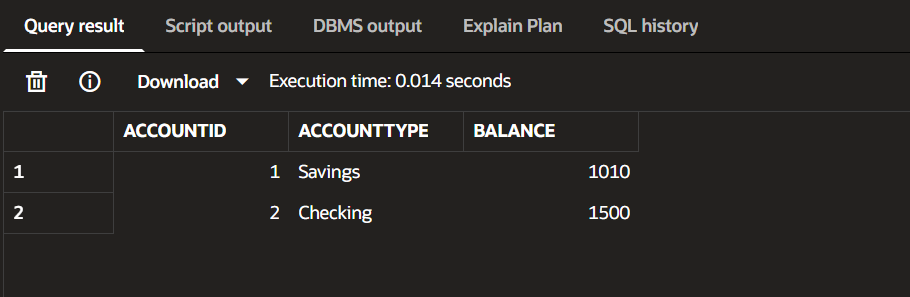 Query result Script output DBMS output Explain Plan SQL history
Download Execution time: 0.014 seconds
ACCOUNTID ACCOUNTTYPE BALANCE
1 1 Savings 1010
2 2 Checking 1500